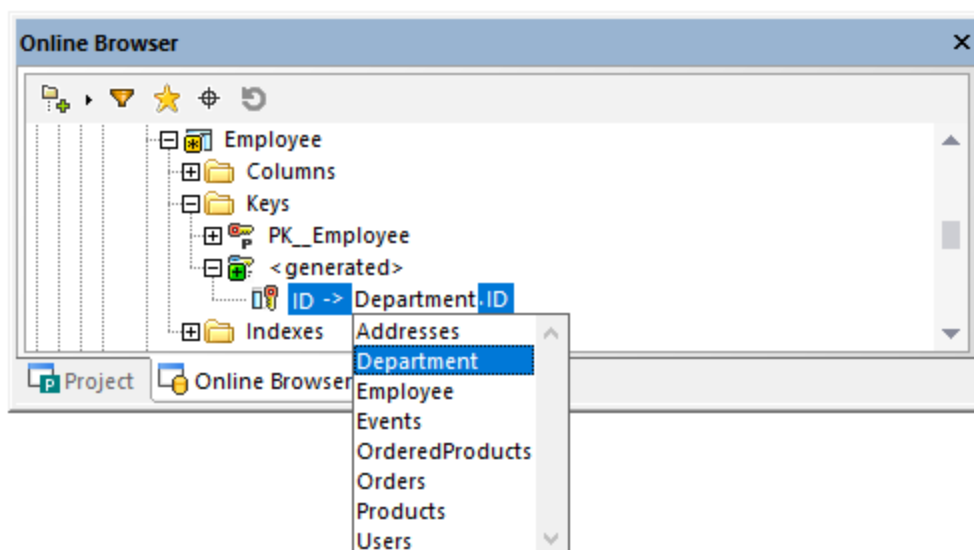 Online Browser
Employee
Columns
Keys
P
PK__Employee
<generated>
ID -> Department.ID
Indexes
Addresses
Department
P
Project
Online Browser
Employee
Events
OrderedProducts
Orders
Products
Users